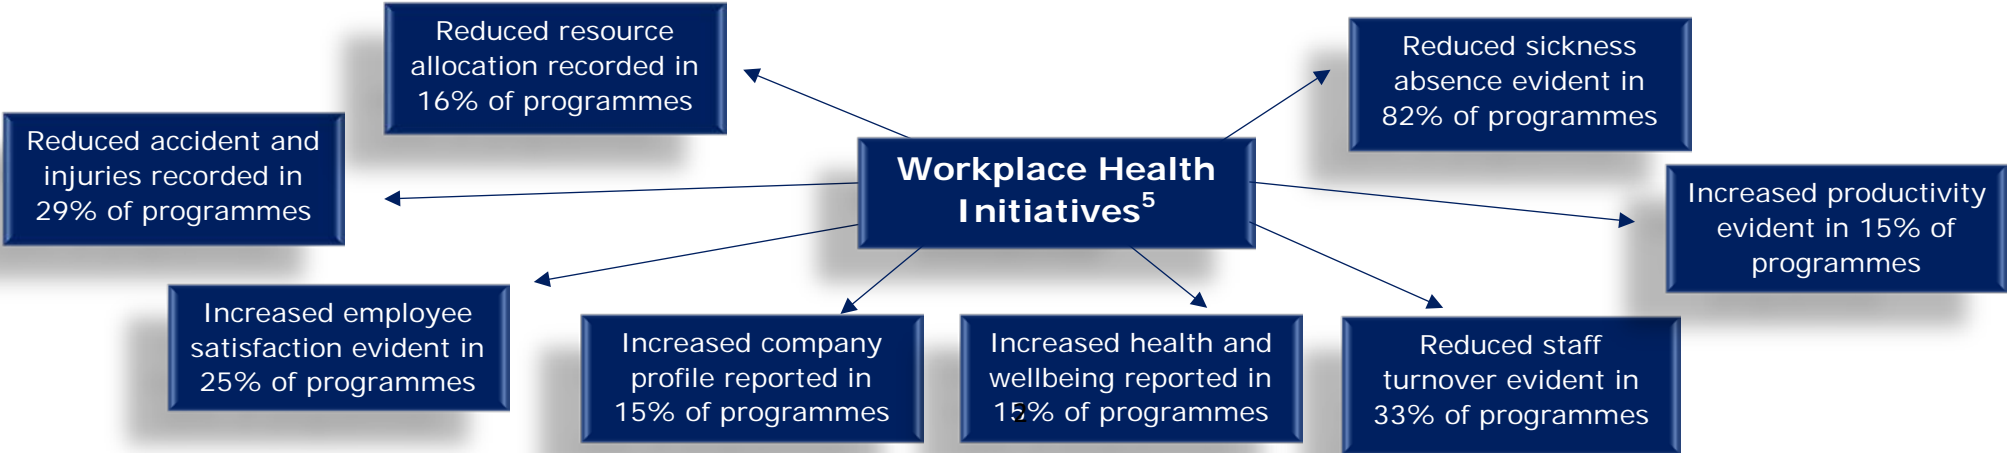 Reduced resource
allocation recorded in
16% of programmes
Reduced sickness
absence evident in
82% of programmes
Reduced accident and
injuries recorded in
29% of programmes
Workplace Health
Initiatives⁵
Increased productivity
evident in 15% of
programmes
Increased employee
satisfaction evident in
25% of programmes
Increased company
profile reported in
15% of programmes
Increased health and
wellbeing reported in
of programmes
Reduced staff
turnover evident in
33% of programmes